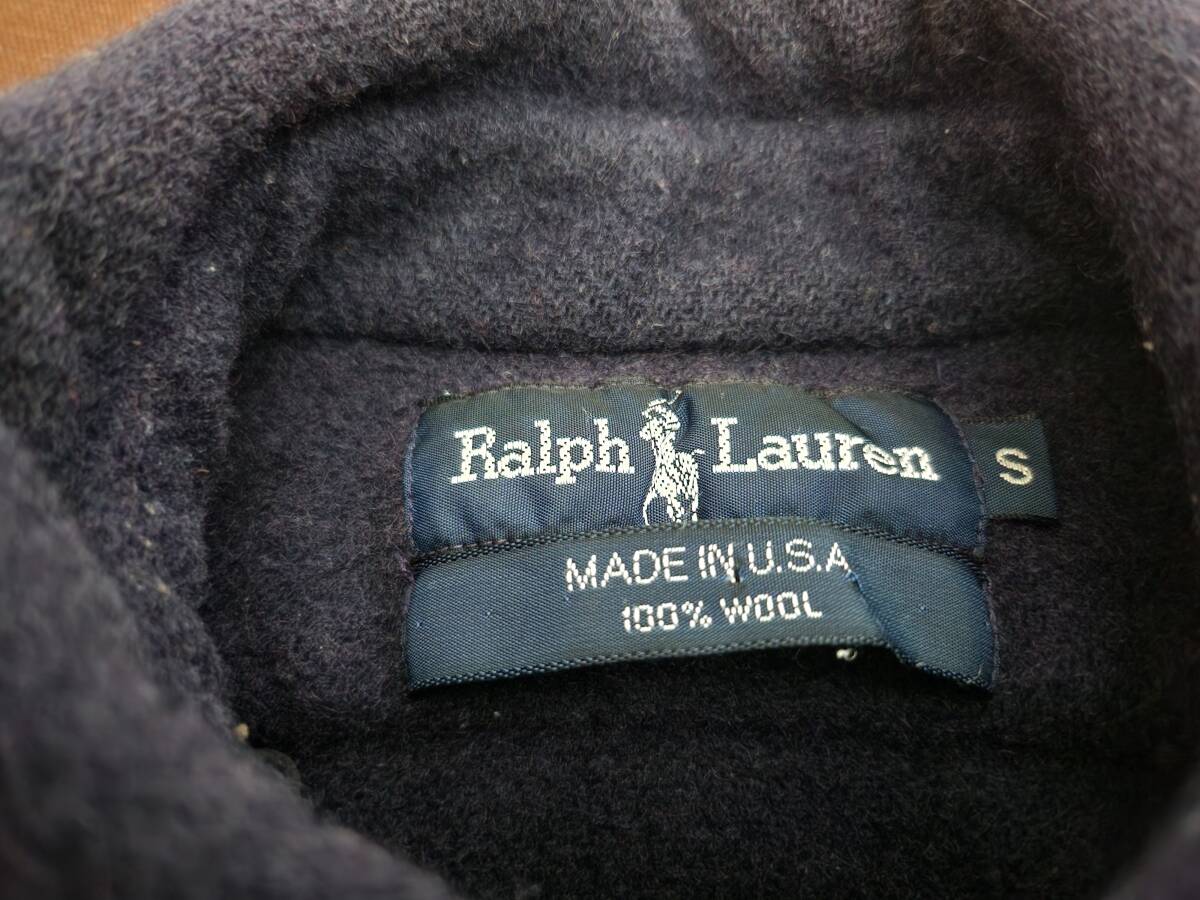 Ralph Lauren
S
MADE IN U.S.A
100% WOOL